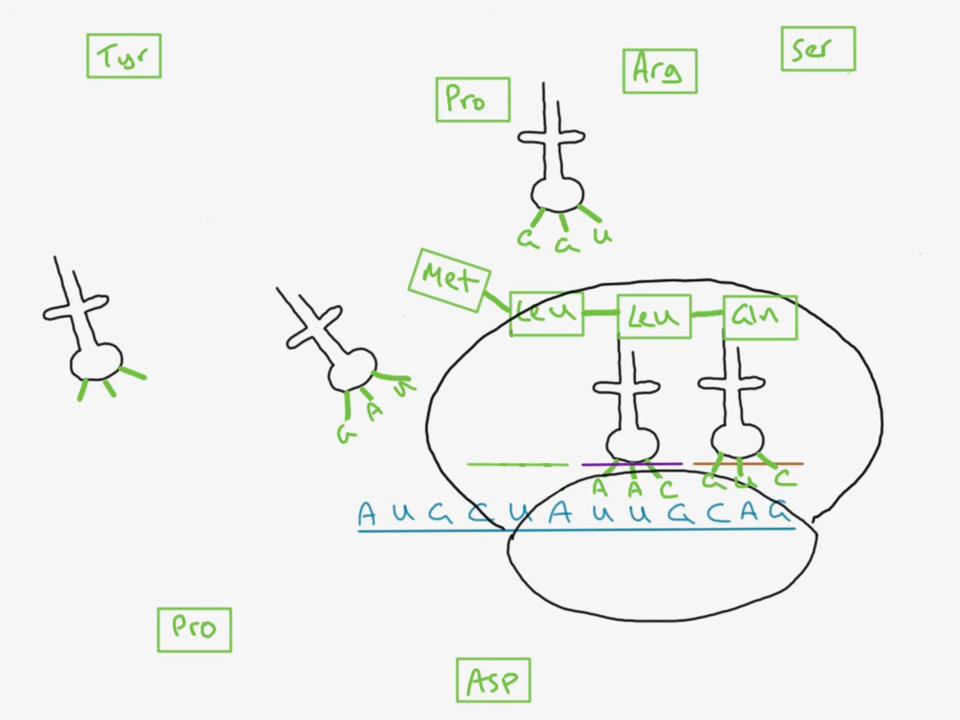 Tyr
Ser
Arg
Pro
G G U
Met
Leu Leu Gln
G A U
A A C G U C
A U G C U A U U G C A G
Pro
Asp